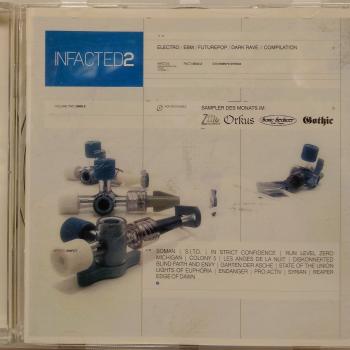 INFACTED2
ELECTRO / EBM / FUTUREPOP / DARK RAVE / COMPILATION
SAMPLER DES MONATS IM:
Zillo Orkus Sonic Seducer Gothic
SOMAN | S.I.T.D. | IN STRICT CONFIDENCE | RUN LEVEL ZERO
MICHIGAN | COLONY 5 | LES ANGES DE LA NUIT | DISKONNEKTED
BLIND FAITH AND ENVY | GARTEN DER ASCHE | STATE OF THE UNION
LIGHTS OF EUPHORIA | ENDANGER | PRO:ACTIV | SYRIAN | REAPER
EDGE OF DAWN